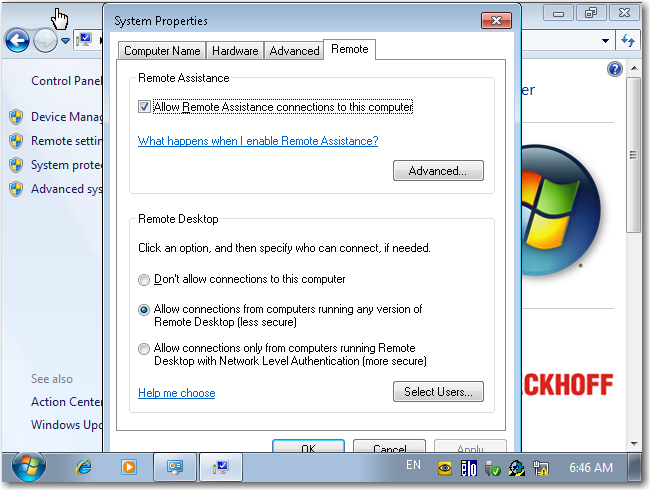 System Properties
Computer Name
Hardware
Advanced
Remote
Control Panel
Device Mana
Remote settin
System protec
Advanced sys
See also
Action Center
Windows Upd
Remote Assistance
Allow Remote Assistance connections to this computer
What happens when I enable Remote Assistance?
Advanced...
Remote Desktop
Click an option, and then specify who can connect, if needed.
Don't allow connections to this computer
Allow connections from computers running any version of
Remote Desktop (less secure)
Allow connections only from computers running Remote
Desktop with Network Level Authentication (more secure)
Help me choose
Select Users...
OK
Cancel
Apply
er
CKHOFF
EN
6:46 AM